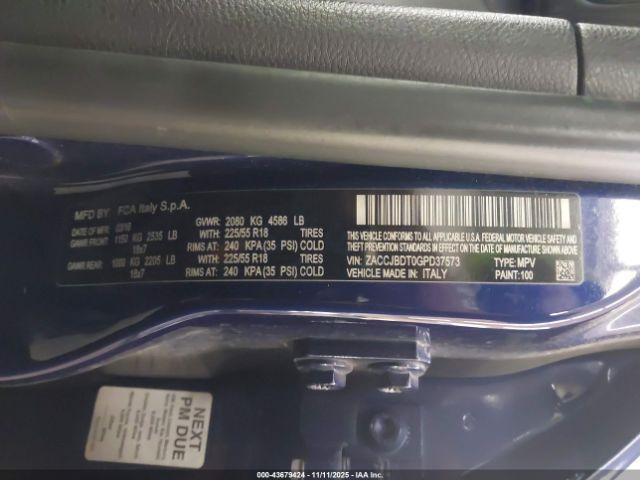 MFD BY: FCA Italy S.p.A.
DATE OF MFR: 03/16 GVWR: 2080 KG 4586 LB
GAWR FRONT: 1150 KG 2535 LB WITH: 225/55 R18 TIRES
18x7 RIMS AT: 240 KPA(35 PSI) COLD
GAWR REAR: 1000 KG 2205 LB WITH: 225/55 R18 TIRES
18x7 RIMS AT: 240 KPA(35 PSI) COLD
THIS VEHICLE CONFORMS TO ALL APPLICABLE U.S.A. FEDERAL
MOTOR VEHICLE SAFETY, BUMPER AND THEFT PREVENTION STANDARDS
IN EFFECT ON THE DATE OF MANUFACTURE SHOWN ABOVE.
VIN: ZACCJBDT0GPD37573 TYPE: MPV
VEHICLE MADE IN: ITALY PAINT:100
NEXT
PM DUE
000-43679424 - 11/11/2025 - iaai.com